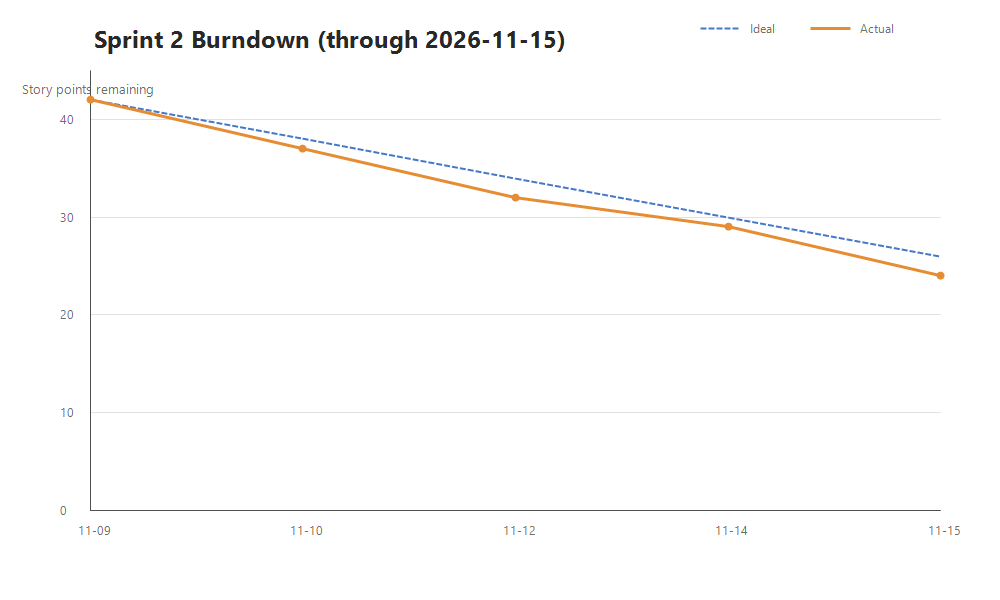 Sprint 2 Burndown (through 2026-11-15)
Ideal
Actual
Story points remaining
40
30
20
10
0
11-09
11-10
11-12
11-14
11-15